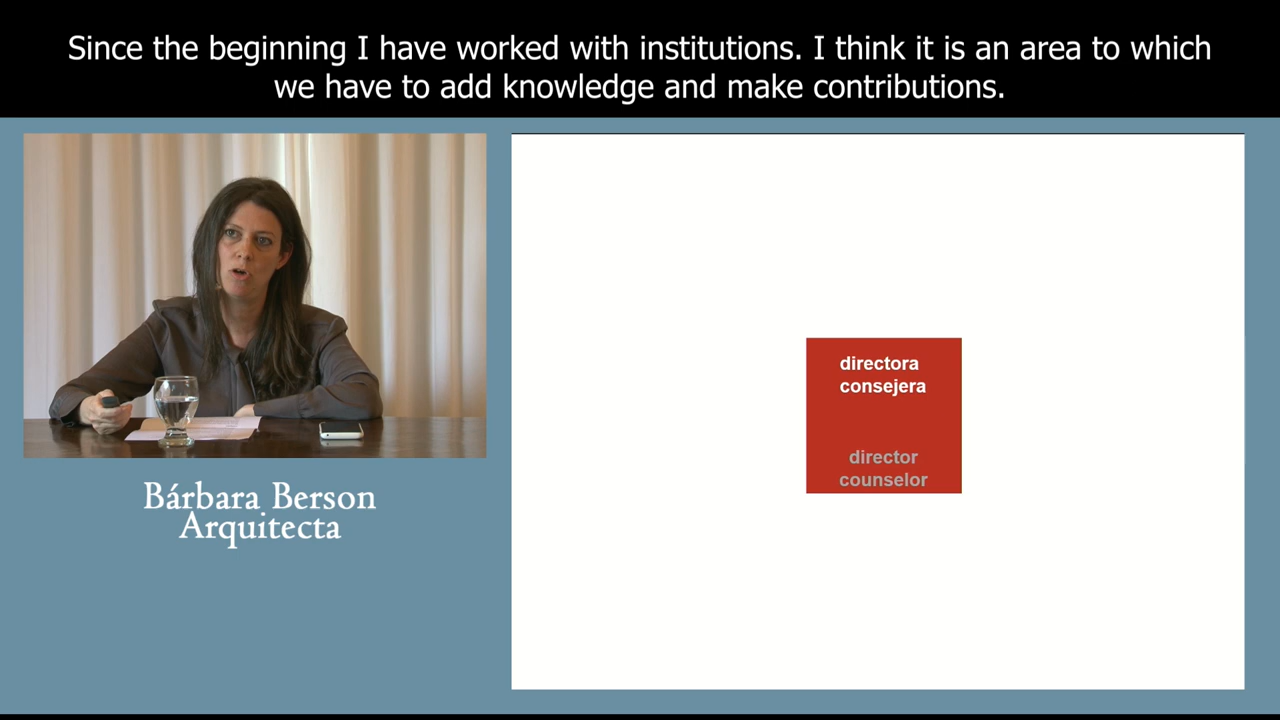 Since the beginning I have worked with institutions. I think it is an area to which
we have to add knowledge and make contributions.
Bárbara Berson
Arquitecta
directora
consejera
director
counselor